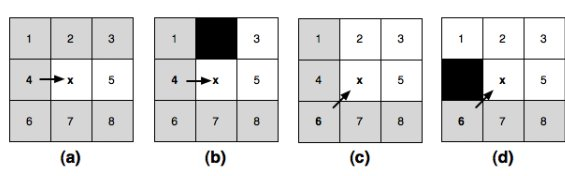 1 2 3 1 3 1 2 3 1 2 3
4 x 5 4 x 5 4 x 5 x 5
6 7 8 6 7 8 6 7 8 6 7 8
(a) (b) (c) (d)